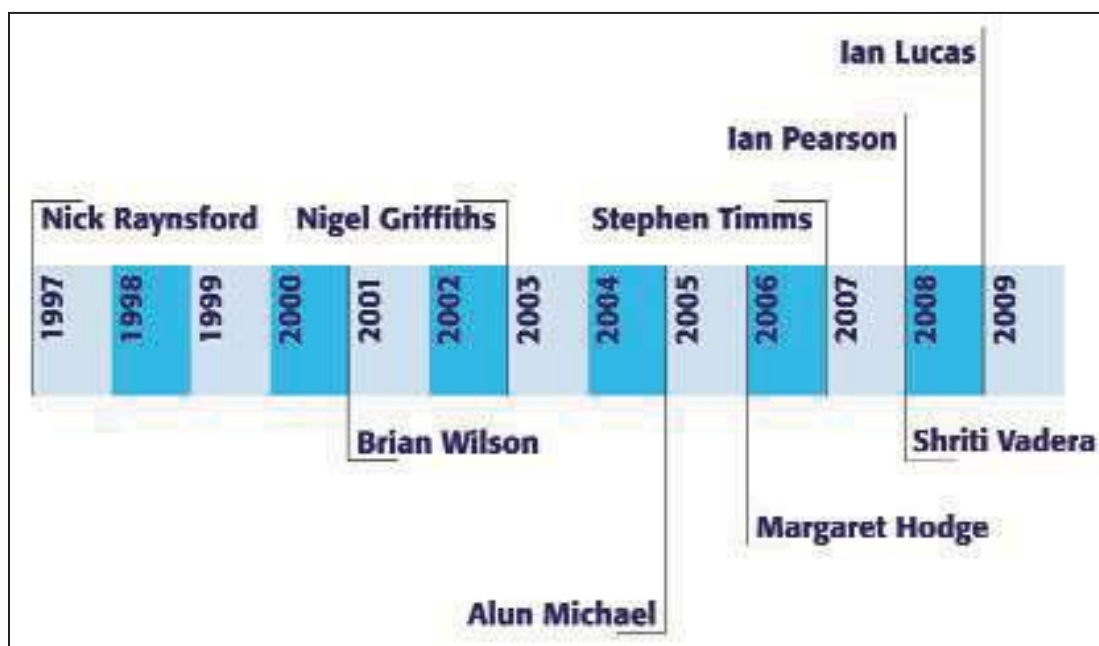 Ian Lucas
Ian Pearson
Nick Raynsford
Nigel Griffiths
Stephen Timms
1997
1998
1999
2000
2001
2002
2003
2004
2005
2006
2007
2008
2009
Brian Wilson
Shriti Vadera
Margaret Hodge
Alun Michael